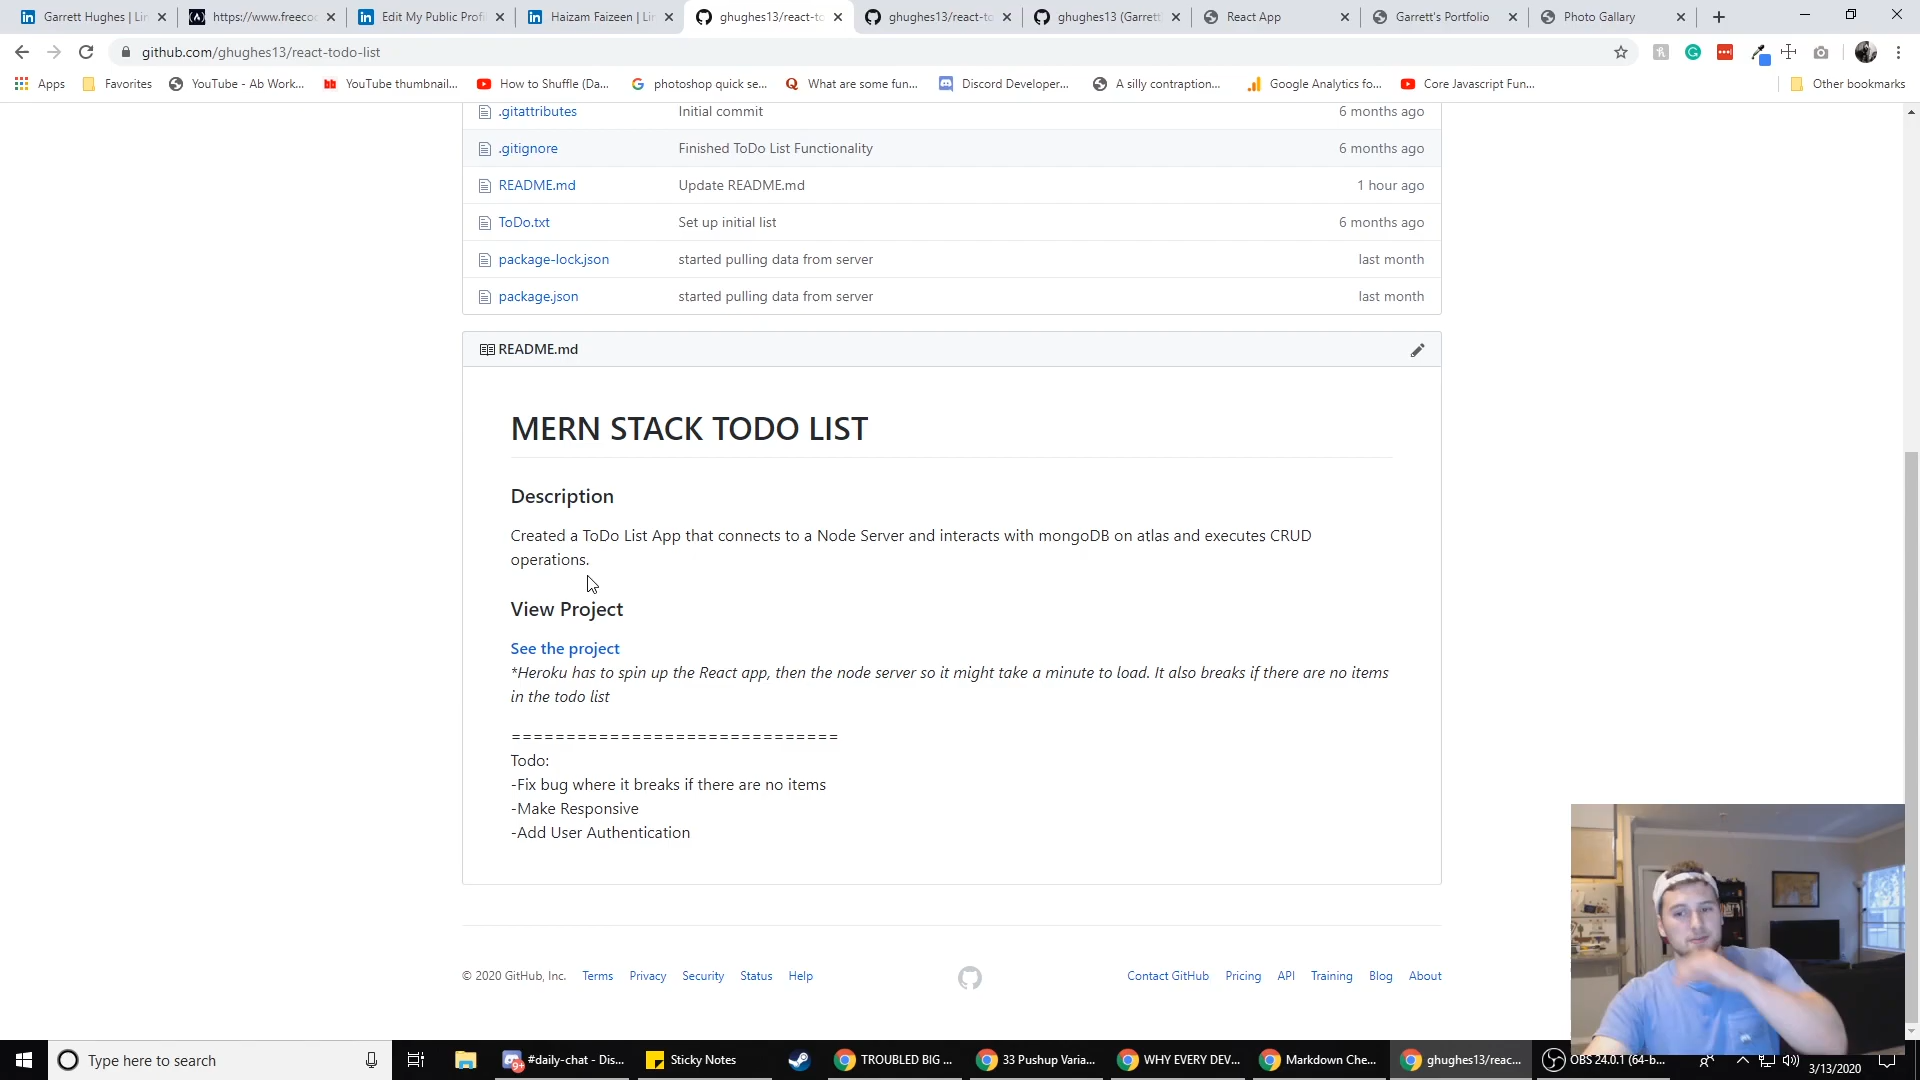 Garrett Hughes | Lin
https://www.freecoc
Edit My Public Profi
Haizam Faizeen | Lin
ghughes13/react-to
ghughes13/react-to
ghughes13 (Garrett
React App
Garrett's Portfolio
Photo Gallary
github.com/ghughes13/react-todo-list
Apps
Favorites
YouTube - Ab Work...
YouTube thumbnail...
How to Shuffle (Da...
photoshop quick se...
What are some fun...
Discord Developer...
A silly contraption...
Google Analytics fo...
Core Javascript Fun...
Other bookmarks
.gitattributes Initial commit 6 months ago
.gitignore Finished ToDo List Functionality 6 months ago
README.md Update README.md 1 hour ago
ToDo.txt Set up initial list 6 months ago
package-lock.json started pulling data from server last month
package.json started pulling data from server last month
README.md
MERN STACK TODO LIST
Description
Created a ToDo List App that connects to a Node Server and interacts with mongoDB on atlas and executes CRUD
operations.
View Project
See the project
*Heroku has to spin up the React app, then the node server so it might take a minute to load. It also breaks if there are no items
in the todo list
==============================
Todo:
-Fix bug where it breaks if there are no items
-Make Responsive
-Add User Authentication
© 2020 GitHub, Inc. Terms Privacy Security Status Help
Contact GitHub Pricing API Training Blog About
Type here to search
#daily-chat - Dis...
Sticky Notes
TROUBLED BIG ...
33 Pushup Varia...
WHY EVERY DEV...
Markdown Che...
ghughes13/reac...
OBS 24.0.1 (64-b...
3/13/2020